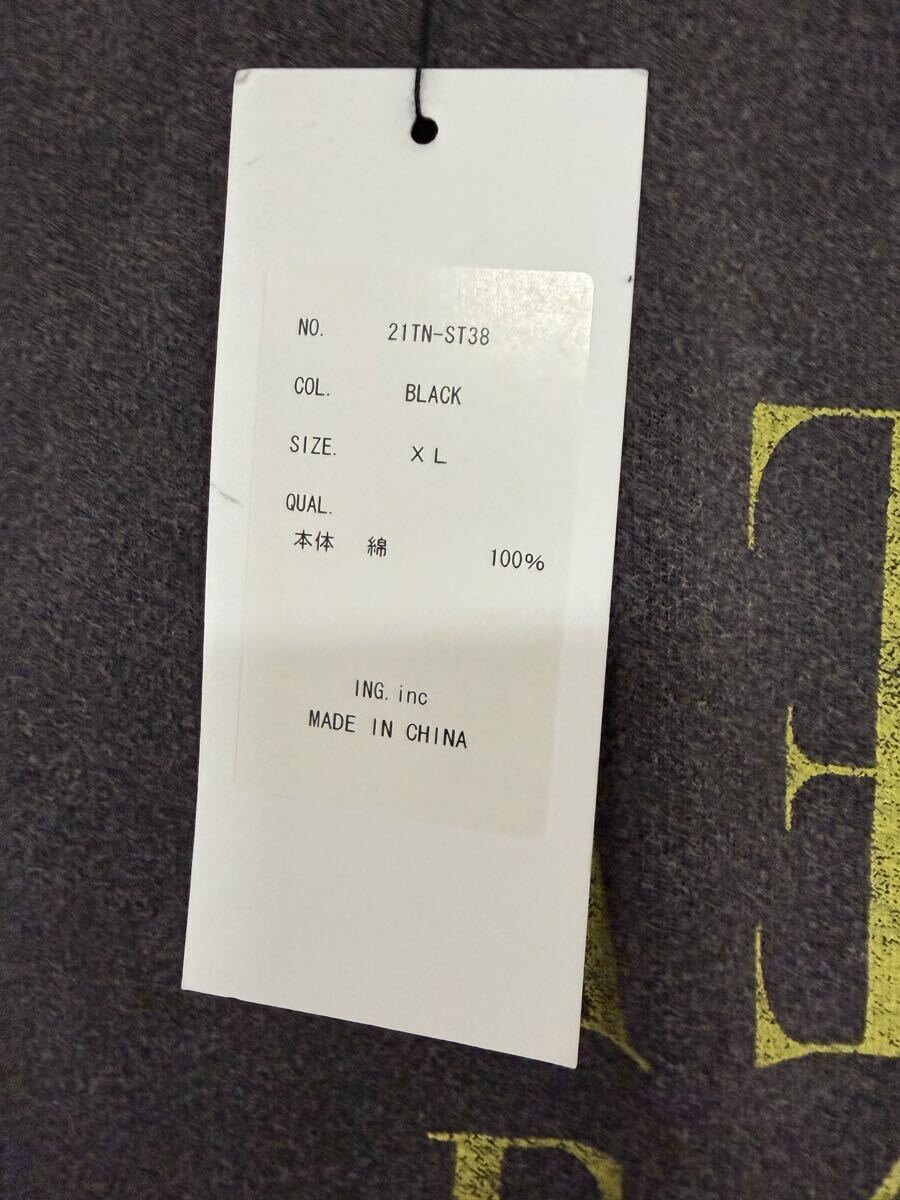 NO. 21TN-ST38
COL. BLACK
SIZE. XL
QUAL.
本体 綿 100%
ING. inc
MADE IN CHINA